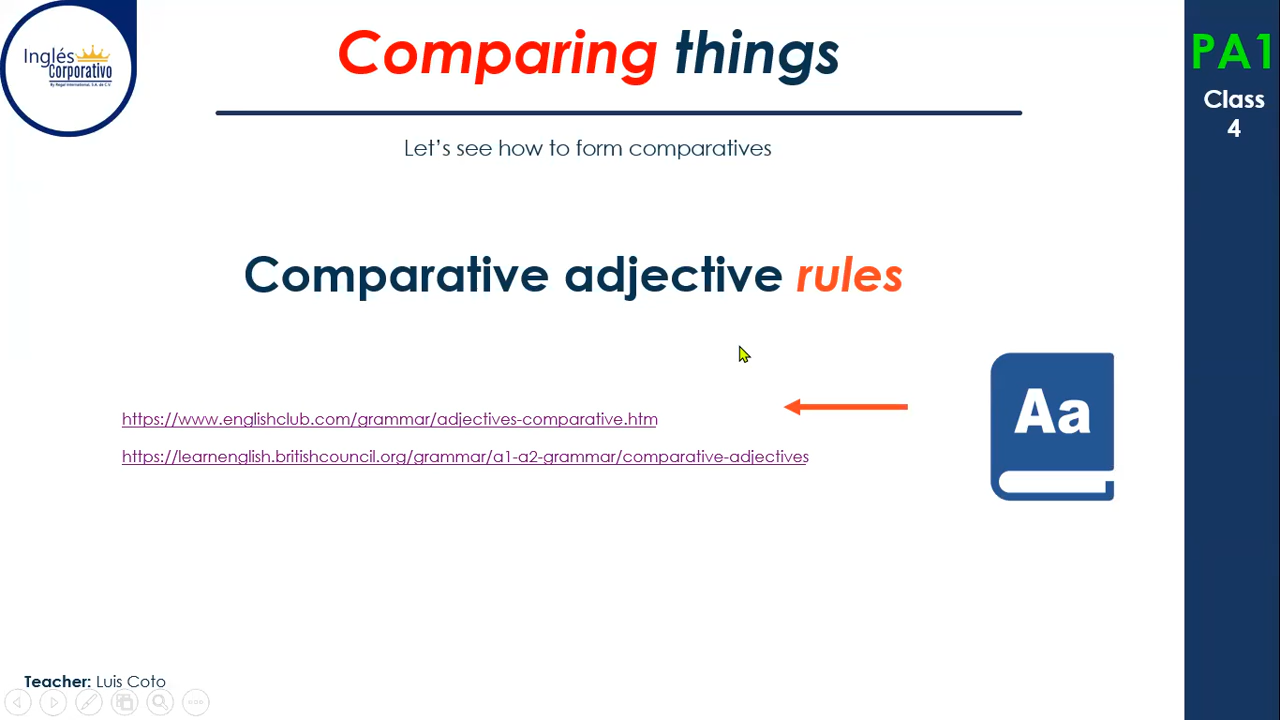 Inglés
Corporativo
By Regal International, S.A. de C.V.
Comparing things
PA1
Class
4
Let's see how to form comparatives
Comparative adjective rules
Aa
https://www.englishclub.com/grammar/adjectives-comparative.htm
https://learnenglish.britishcouncil.org/grammar/a1-a2-grammar/comparative-adjectives
Teacher: Luis Coto